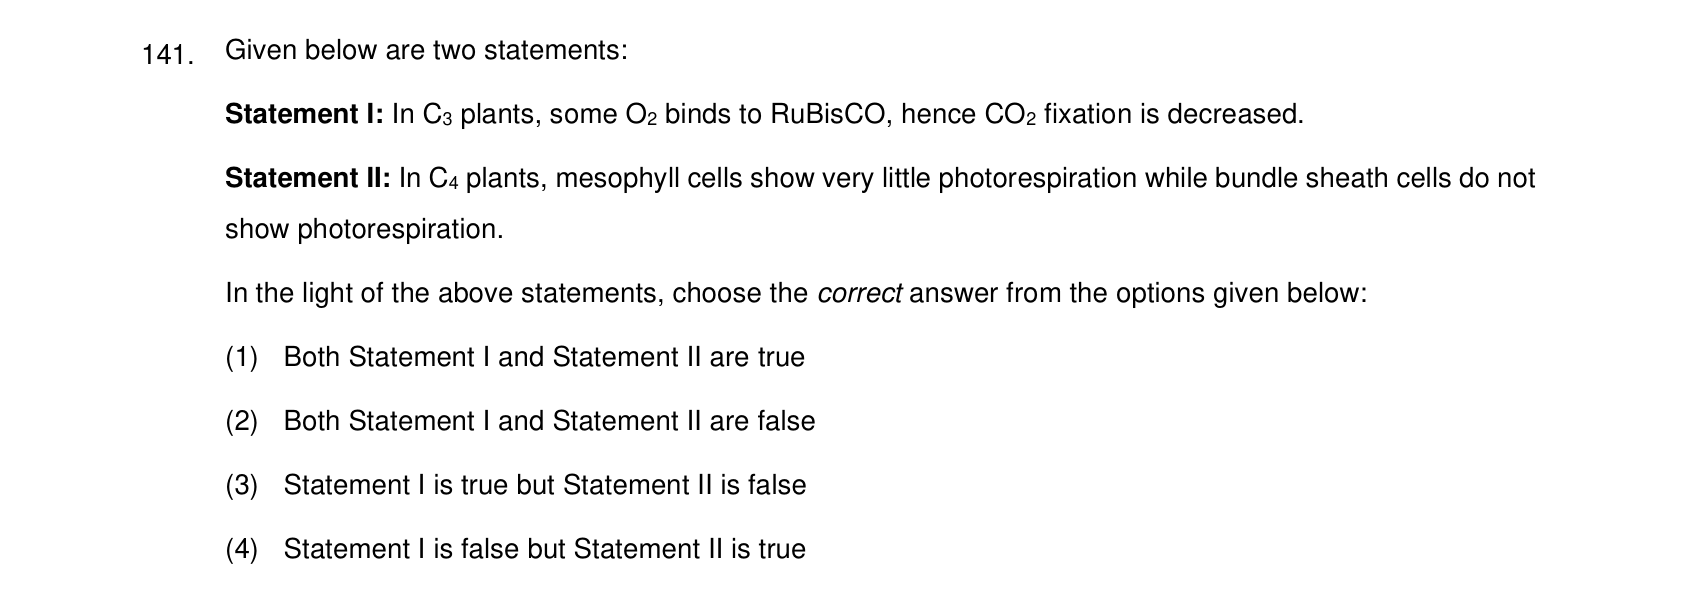 141. Given below are two statements:
Statement I: In C₃ plants, some O₂ binds to RuBisCO, hence CO₂ fixation is decreased.
Statement II: In C₄ plants, mesophyll cells show very little photorespiration while bundle sheath cells do not
show photorespiration.
In the light of the above statements, choose the correct answer from the options given below:
(1) Both Statement I and Statement II are true
(2) Both Statement I and Statement II are false
(3) Statement I is true but Statement II is false
(4) Statement I is false but Statement II is true